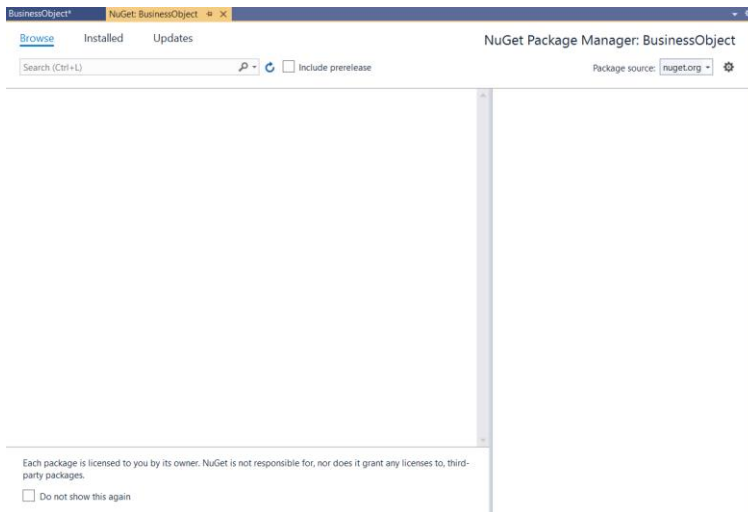 BusinessObject*
NuGet: BusinessObject
Browse Installed Updates
NuGet Package Manager: BusinessObject
Search (Ctrl+L)
Include prerelease
Package source: nuget.org
Each package is licensed to you by its owner. NuGet is not responsible for, nor does it grant any licenses to, third-
party packages.
Do not show this again